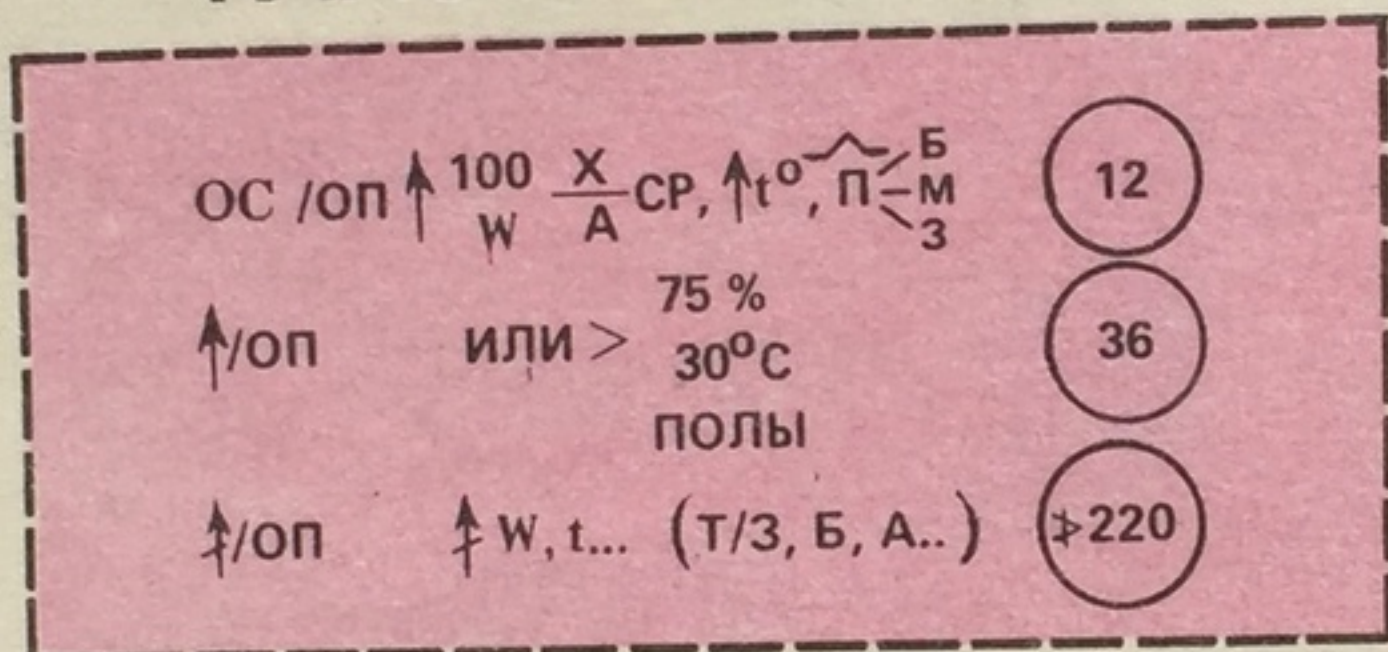 ОС /ОП ↑ 100 W Х/А СР, ↑t°, П Б М З 12
↑/ОП ИЛИ > 75 % 30°С ПОЛЫ 36
↑/ОП ↑ W, t... (Т/З, Б, А..) ≯220